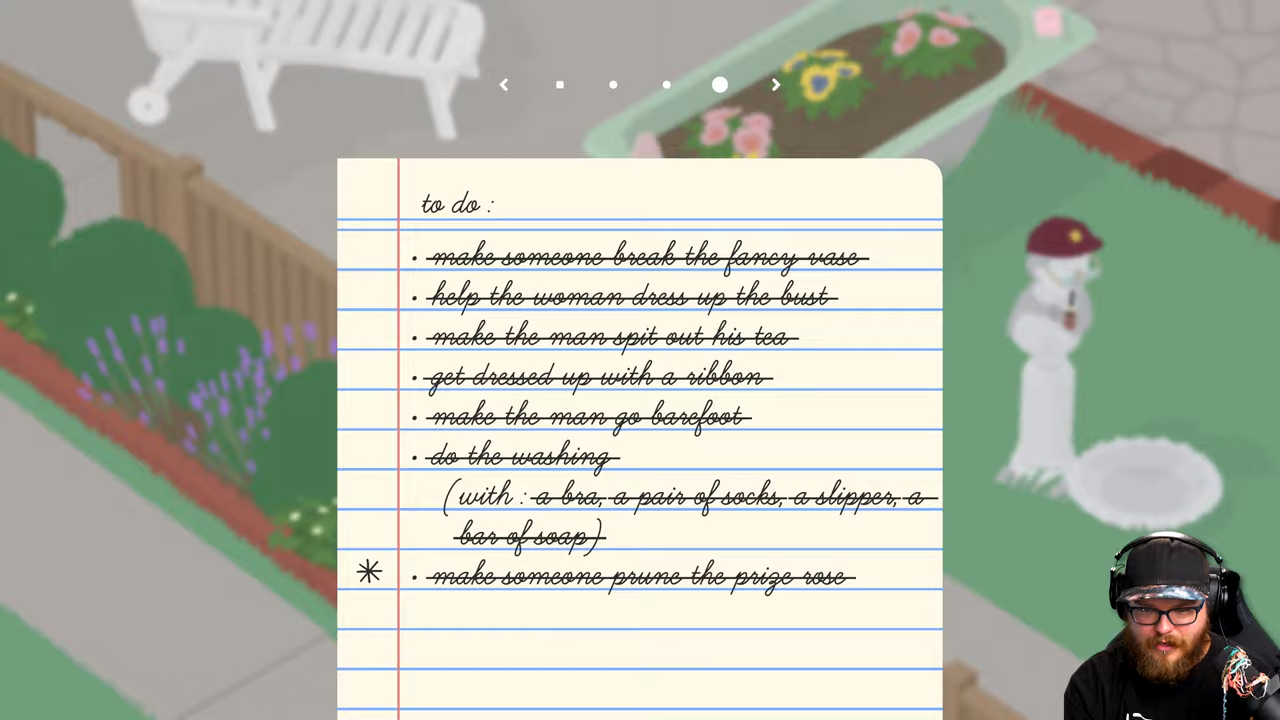 to do :
• make someone break the fancy vase
• help the woman dress up the bust
• make the man spit out his tea
• get dressed up with a ribbon
• make the man go barefoot
• do the washing
(with : a bra, a pair of socks, a slipper, a
bar of soap)
* • make someone prune the prize rose